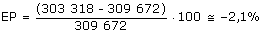 EP = (303 318 - 309 672) / 309 672 · 100 ≅ -2,1%